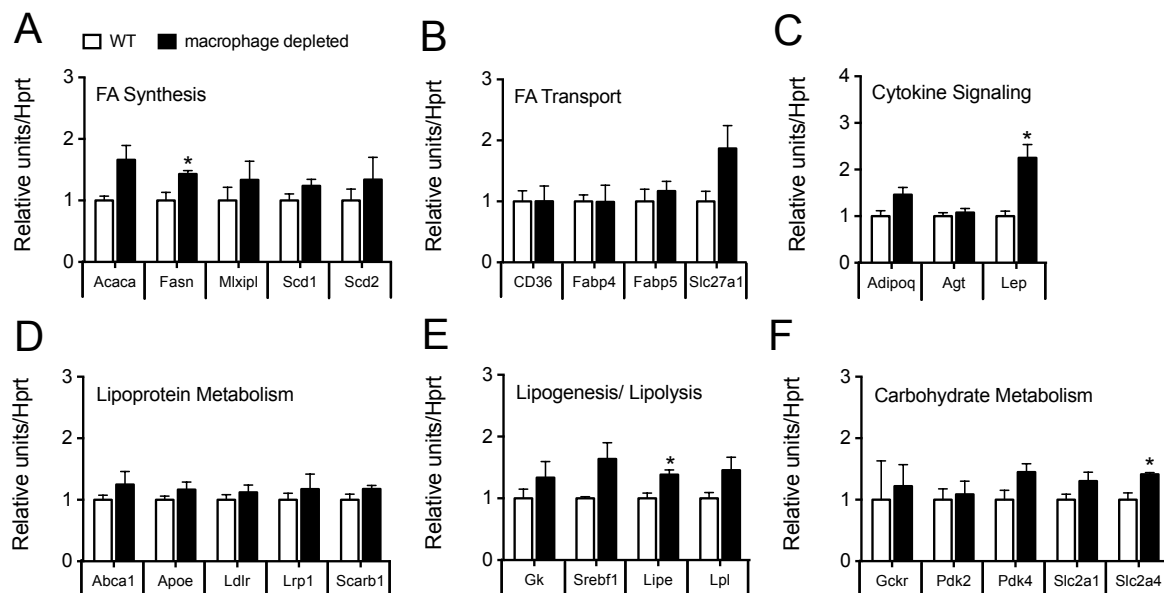 A
WT macrophage depleted
Relative units/Hprt
FA Synthesis
3
2
1
0
Acaca Fasn Mlxipl Scd1 Scd2
*
B
Relative units/Hprt
FA Transport
3
2
1
0
CD36 Fabp4 Fabp5 Slc27a1
C
Relative units/Hprt
Cytokine Signaling
4
3
2
1
0
Adipoq Agt Lep
*
D
Relative units/Hprt
Lipoprotein Metabolism
3
2
1
0
Abca1 Apoe Ldlr Lrp1 Scarb1
E
Relative units/Hprt
Lipogenesis/ Lipolysis
3
2
1
0
Gk Srebf1 Lipe Lpl
*
F
Relative units/Hprt
Carbohydrate Metabolism
3
2
1
0
Gckr Pdk2 Pdk4 Slc2a1 Slc2a4
*